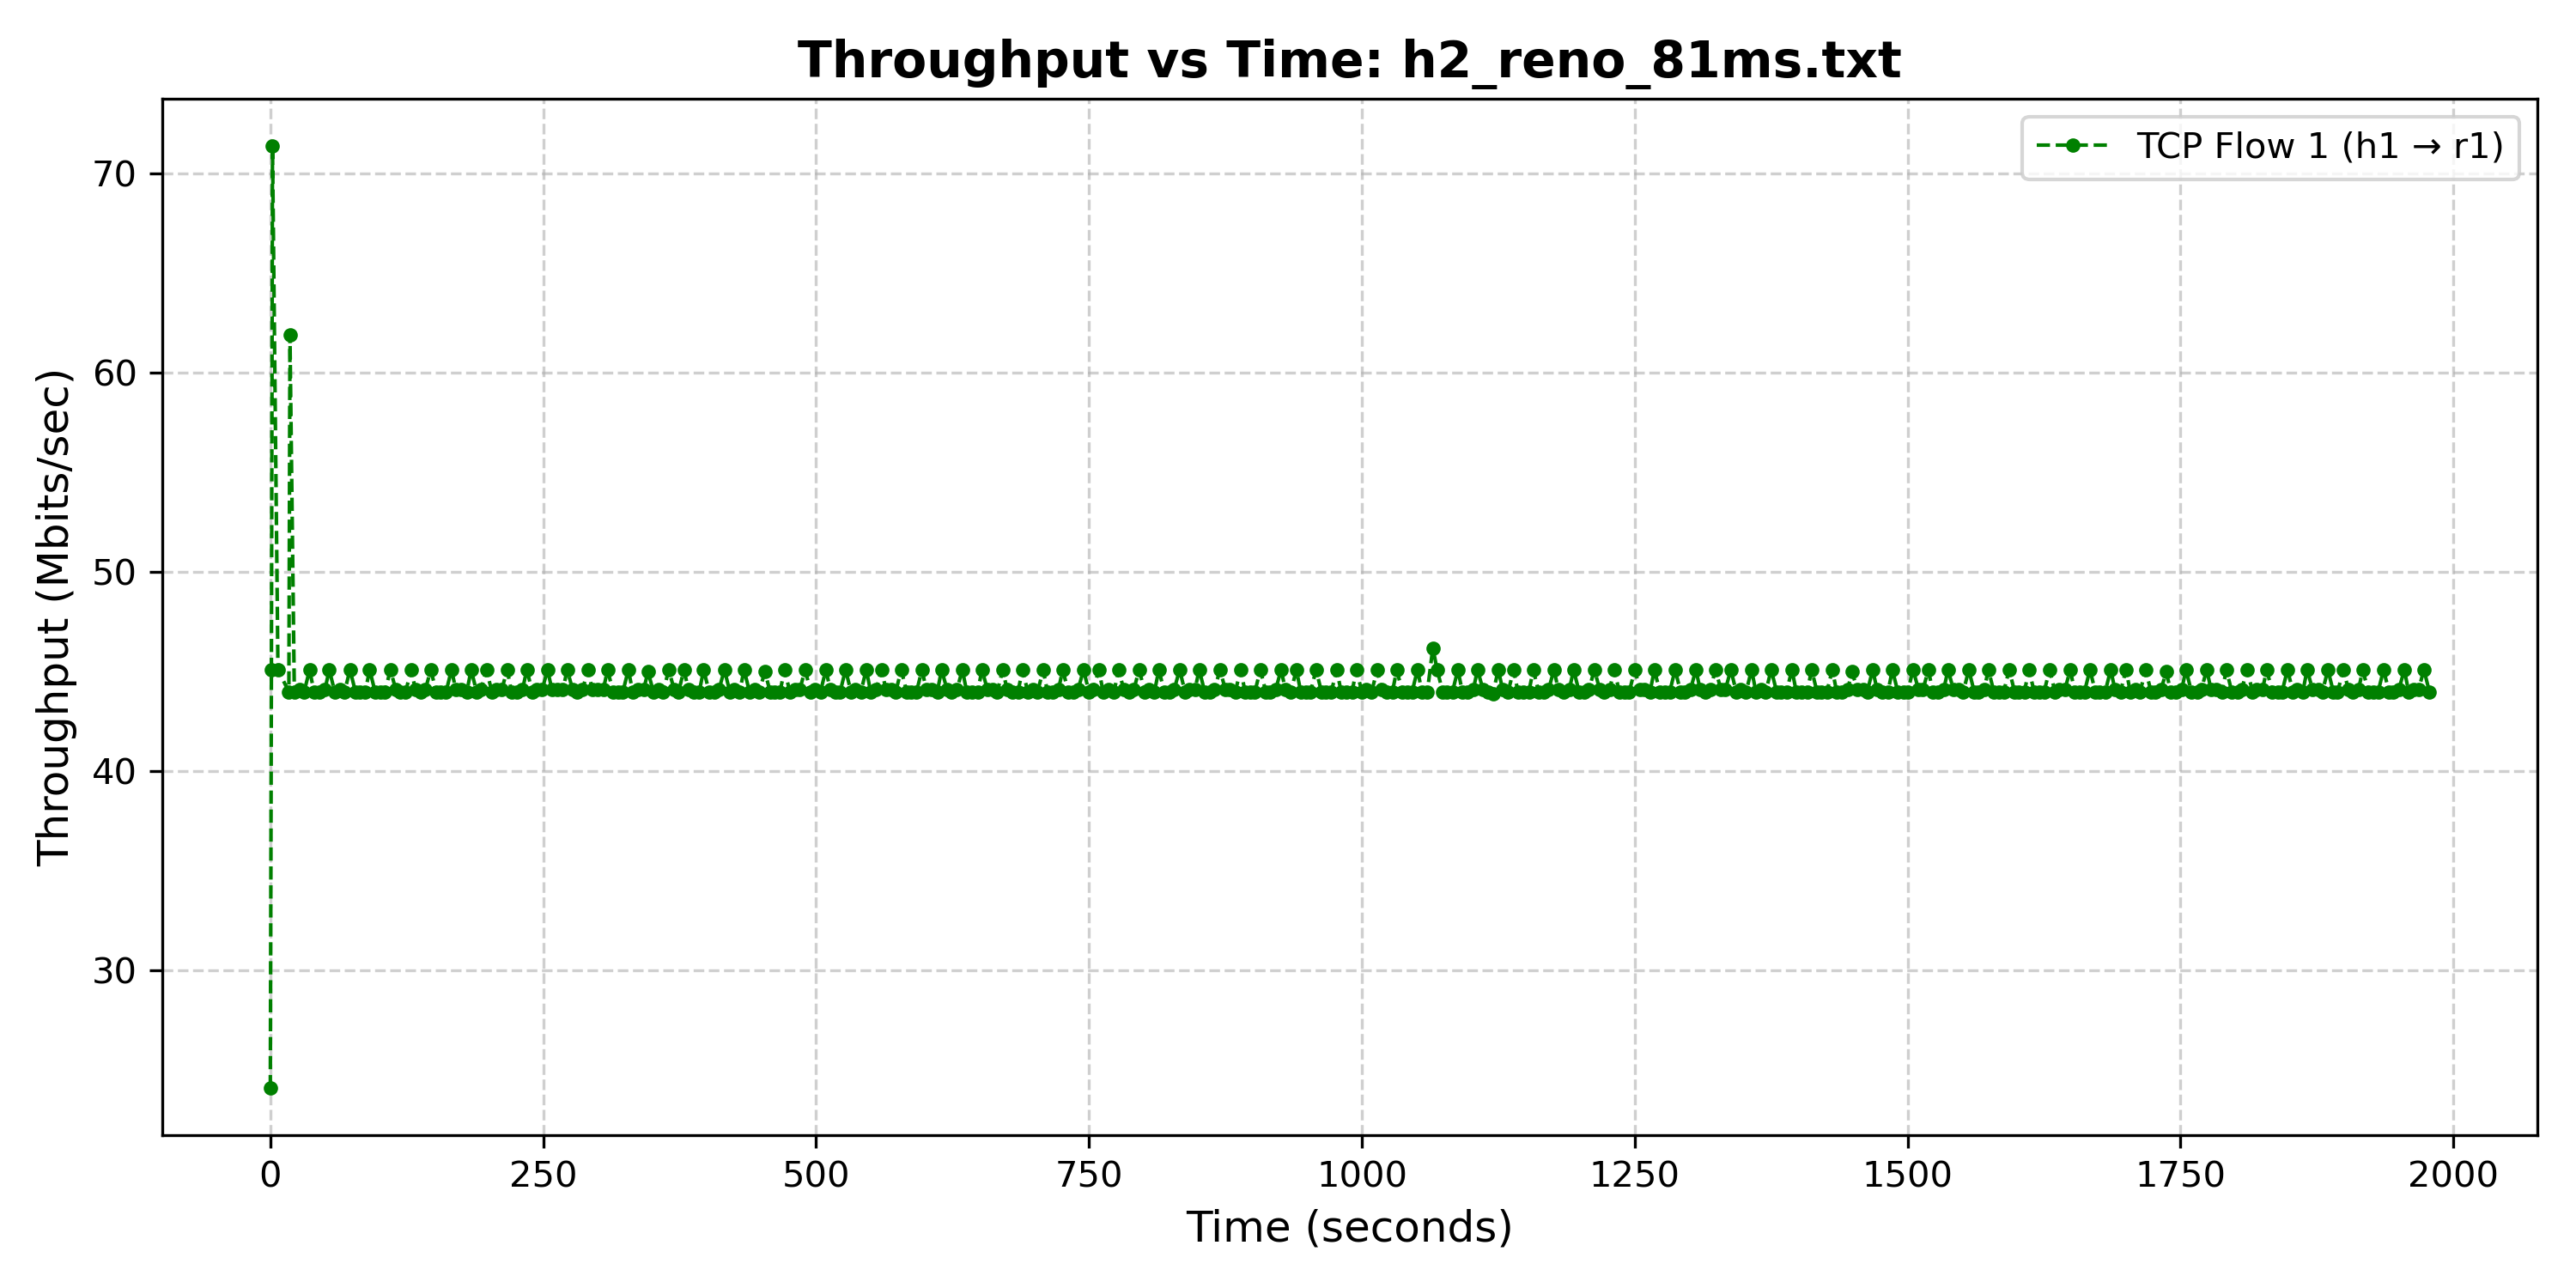 Throughput vs Time: h2_reno_81ms.txt
TCP Flow 1 (h1 → r1)
Throughput (Mbits/sec)
70
60
50
40
30
0 250 500 750 1000 1250 1500 1750 2000
Time (seconds)